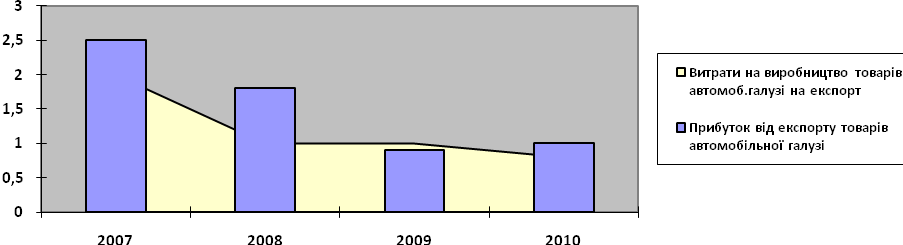 3
2,5
2
1,5
1
0,5
0
2007 2008 2009 2010
Витрати на виробництво товарів
автомоб.галузі на експорт
Прибуток від експорту товарів
автомобільної галузі